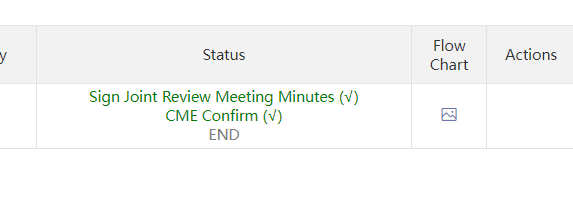 y
Status
Flow
Chart
Actions
Sign Joint Review Meeting Minutes (√)
CME Confirm (√)
END